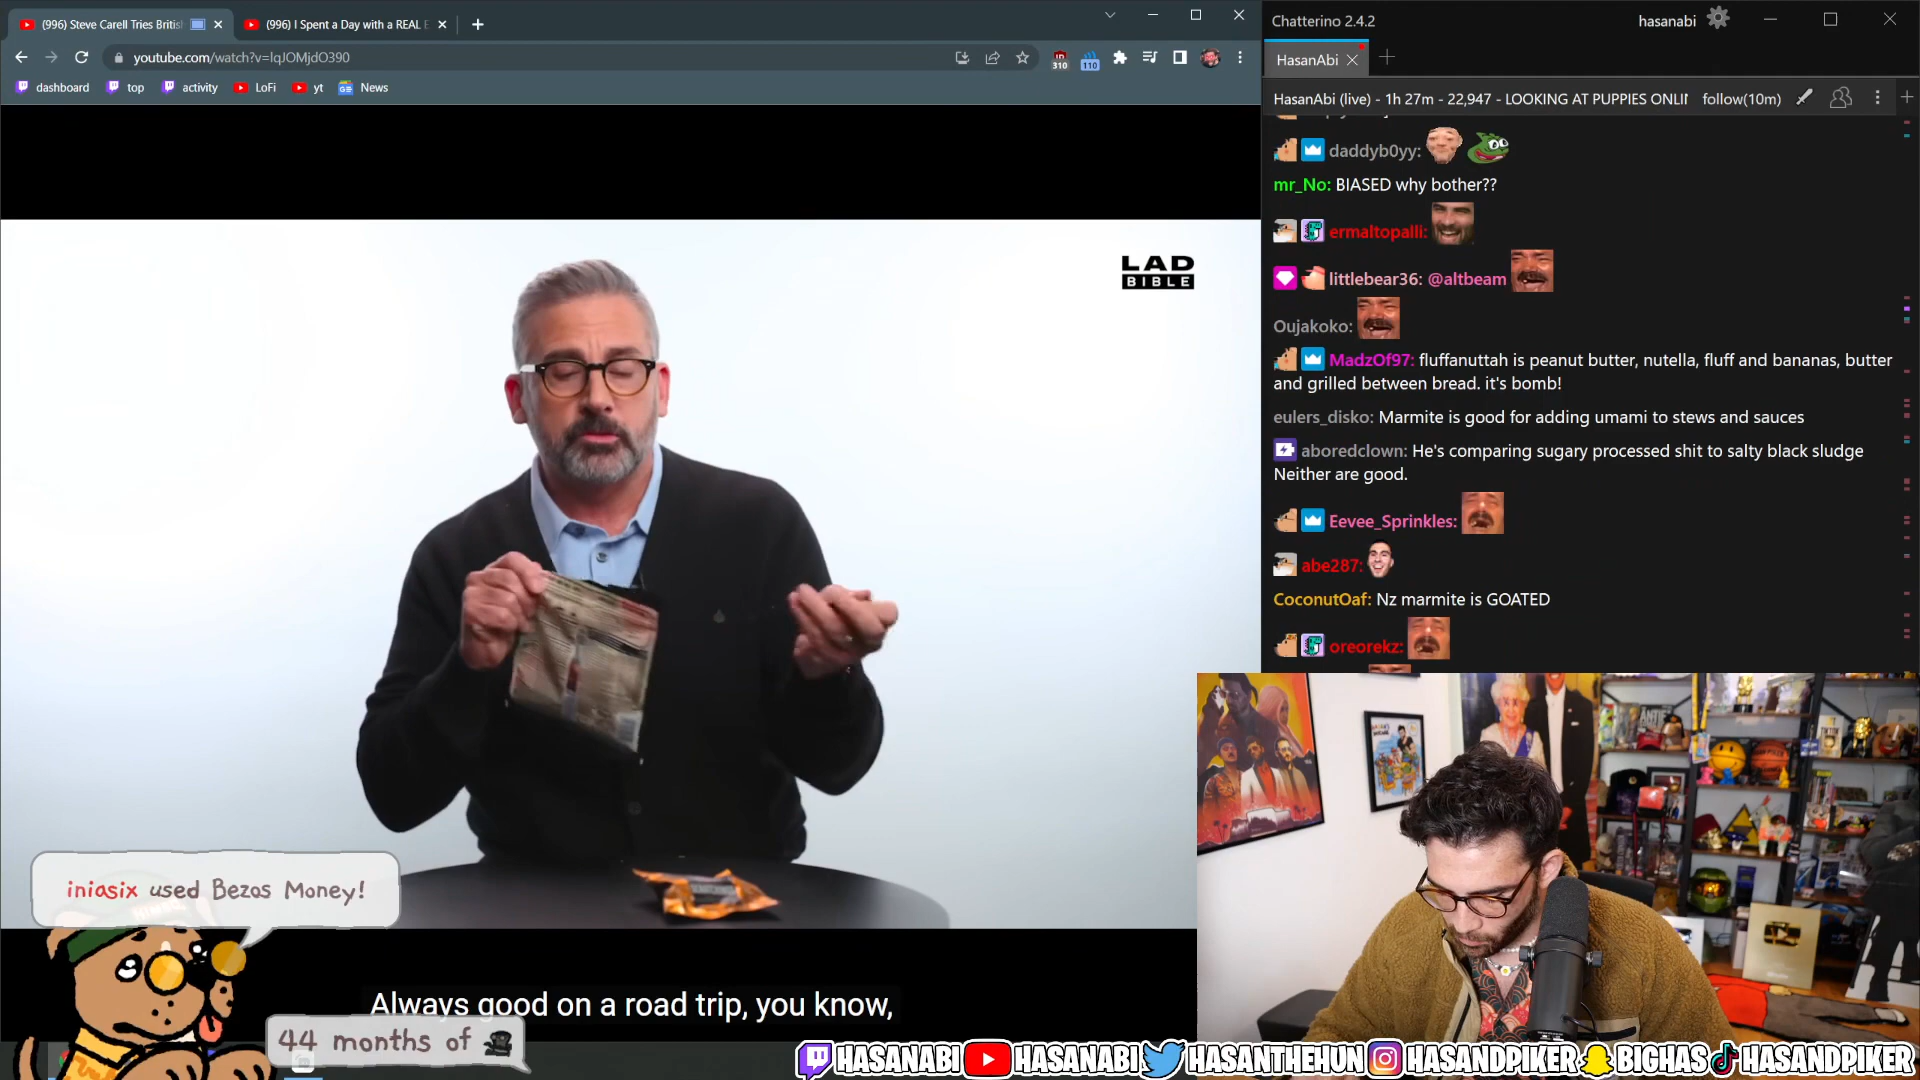 (996) Steve Carell Tries Britis
(996) I Spent a Day with a REAL E
youtube.com/watch?v=lqJOMjdO390
310
110
dashboard
top
activity
LoFi
yt
News
LAD
BIBLE
iniasix used Bezos Money!
Always good on a road trip, you know,
44 months of
Chatterino 2.4.2
hasanabi
HasanAbi
HasanAbi (live) - 1h 27m - 22,947 - LOOKING AT PUPPIES ONLI
follow(10m)
daddyb0yy:
mr_No: BIASED why bother??
ermaltopalli:
littlebear36: @altbeam
Oujakoko:
MadzOf97: fluffanuttah is peanut butter, nutella, fluff and bananas, butter
and grilled between bread. it's bomb!
eulers_disko: Marmite is good for adding umami to stews and sauces
aboredclown: He's comparing sugary processed shit to salty black sludge
Neither are good.
Eevee_Sprinkles:
abe287:
CoconutOaf: Nz marmite is GOATED
oreorekz:
HASANABI HASANABI HASANTHEHUN HASANDPIKER BIGHAS HASANDPIKER